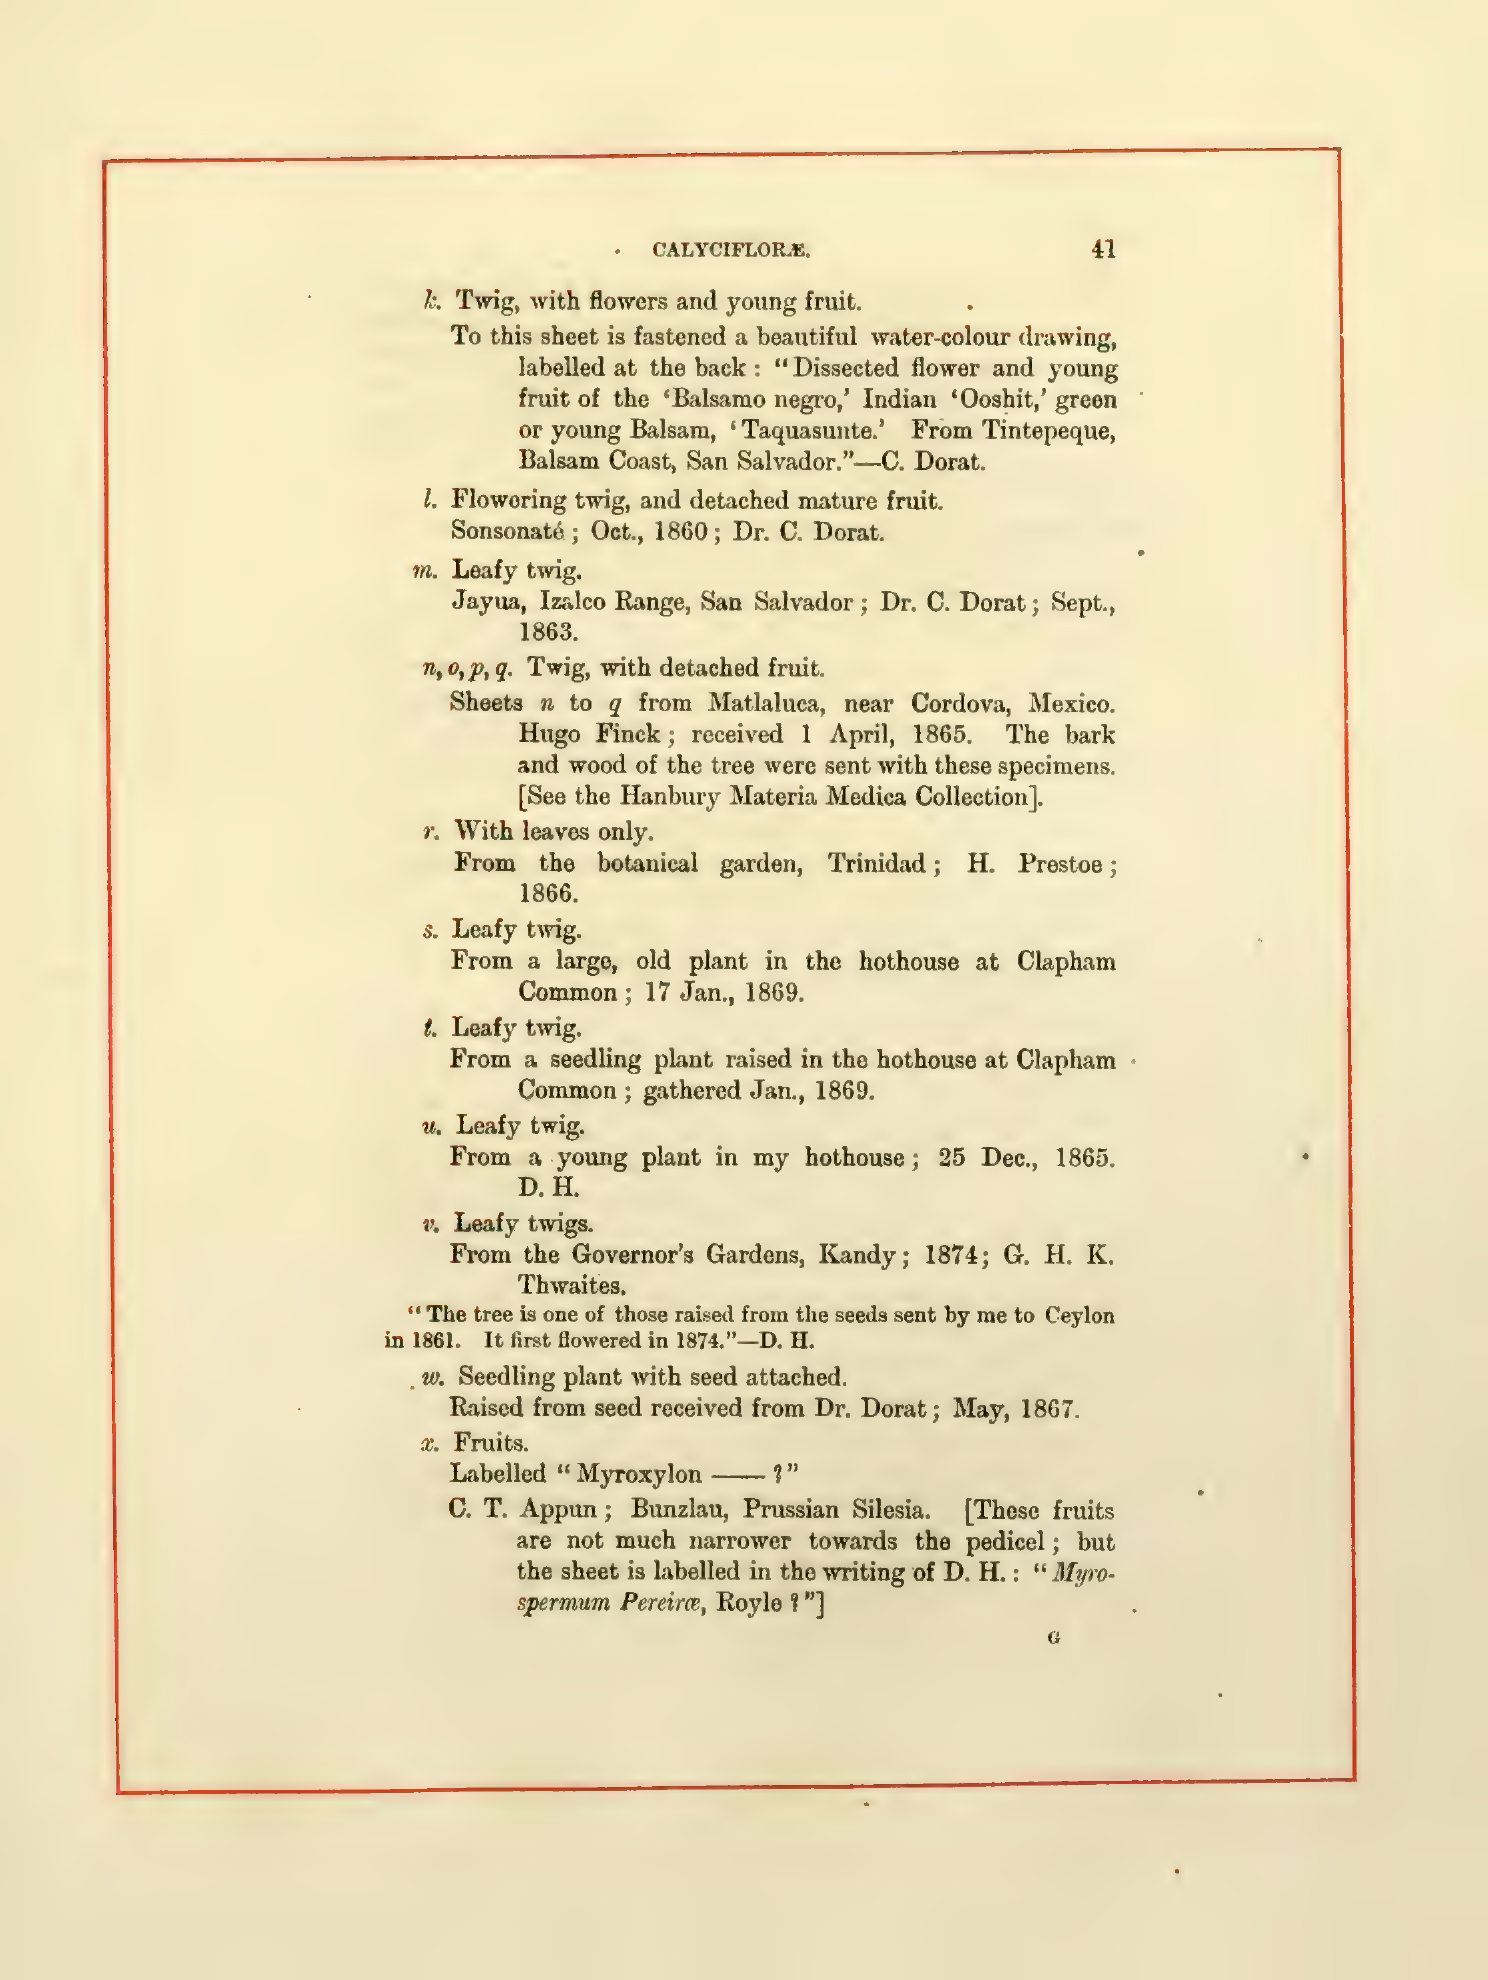 CALYCIFLORÆ. 41
k. Twig, with flowers and young fruit.
To this sheet is fastened a beautiful water-colour drawing,
labelled at the back : “Dissected flower and young
fruit of the ‘Balsamo negro,’ Indian ‘Ooshit,’ green
or young Balsam, ‘Taquasunte.’ From Tintepeque,
Balsam Coast, San Salvador.”—C. Dorat.
l. Flowering twig, and detached mature fruit.
Sonsonaté ; Oct., 1860 ; Dr. C. Dorat.
m. Leafy twig.
Jayua, Izalco Range, San Salvador ; Dr. C. Dorat ; Sept.,
1863.
n, o, p, q. Twig, with detached fruit.
Sheets n to q from Matlaluca, near Cordova, Mexico.
Hugo Finck ; received 1 April, 1865. The bark
and wood of the tree were sent with these specimens.
[See the Hanbury Materia Medica Collection].
r. With leaves only.
From the botanical garden, Trinidad ; H. Prestoe ;
1866.
s. Leafy twig.
From a large, old plant in the hothouse at Clapham
Common ; 17 Jan., 1869.
t. Leafy twig.
From a seedling plant raised in the hothouse at Clapham
Common ; gathered Jan., 1869.
u. Leafy twig.
From a young plant in my hothouse ; 25 Dec., 1865.
D. H.
v. Leafy twigs.
From the Governor’s Gardens, Kandy ; 1874 ; G. H. K.
Thwaites.
“The tree is one of those raised from the seeds sent by me to Ceylon
in 1861. It first flowered in 1874.”—D. H.
w. Seedling plant with seed attached.
Raised from seed received from Dr. Dorat ; May, 1867.
x. Fruits.
Labelled “Myroxylon —— ?”
C. T. Appun ; Bunzlau, Prussian Silesia. [These fruits
are not much narrower towards the pedicel ; but
the sheet is labelled in the writing of D. H. : “Myro-
spermum Pereiræ, Royle ?”]
G